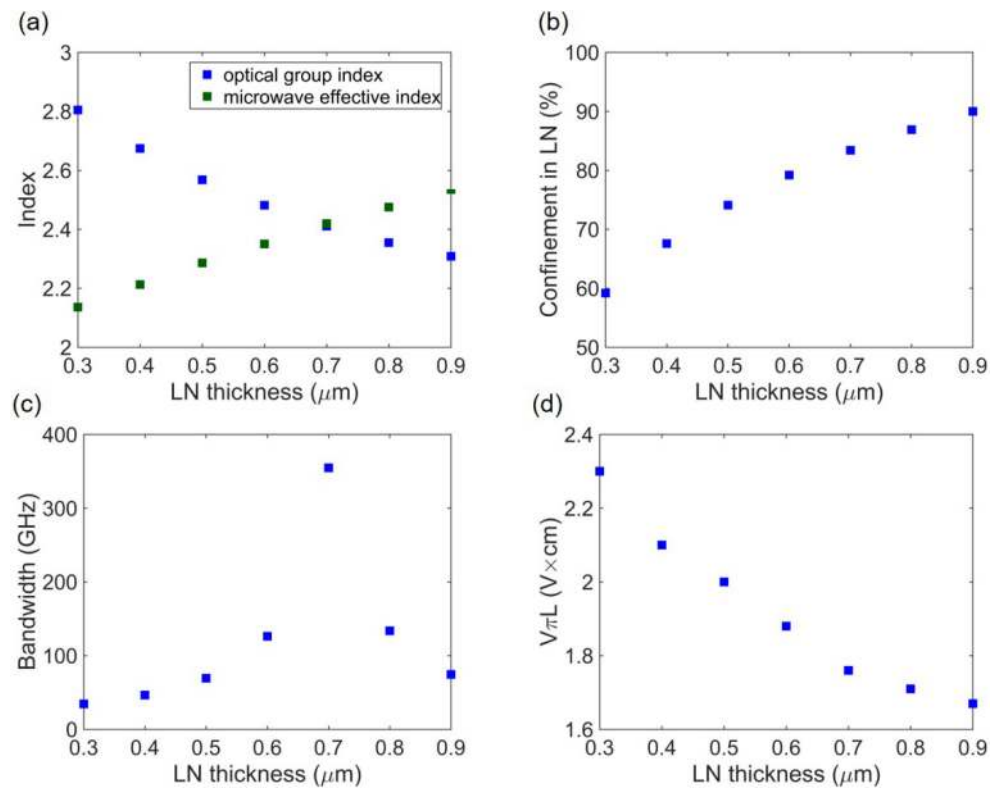 (a)
3
2.8
2.6
2.4
2.2
2
Index
optical group index
microwave effective index
0.3 0.4 0.5 0.6 0.7 0.8 0.9
LN thickness (μm)
(b)
100
90
80
70
60
50
Confinement in LN (%)
0.3 0.4 0.5 0.6 0.7 0.8 0.9
LN thickness (μm)
(c)
400
300
200
100
0
Bandwidth (GHz)
0.3 0.4 0.5 0.6 0.7 0.8 0.9
LN thickness (μm)
(d)
2.4
2.2
2
1.8
1.6
VπL (V×cm)
0.3 0.4 0.5 0.6 0.7 0.8 0.9
LN thickness (μm)